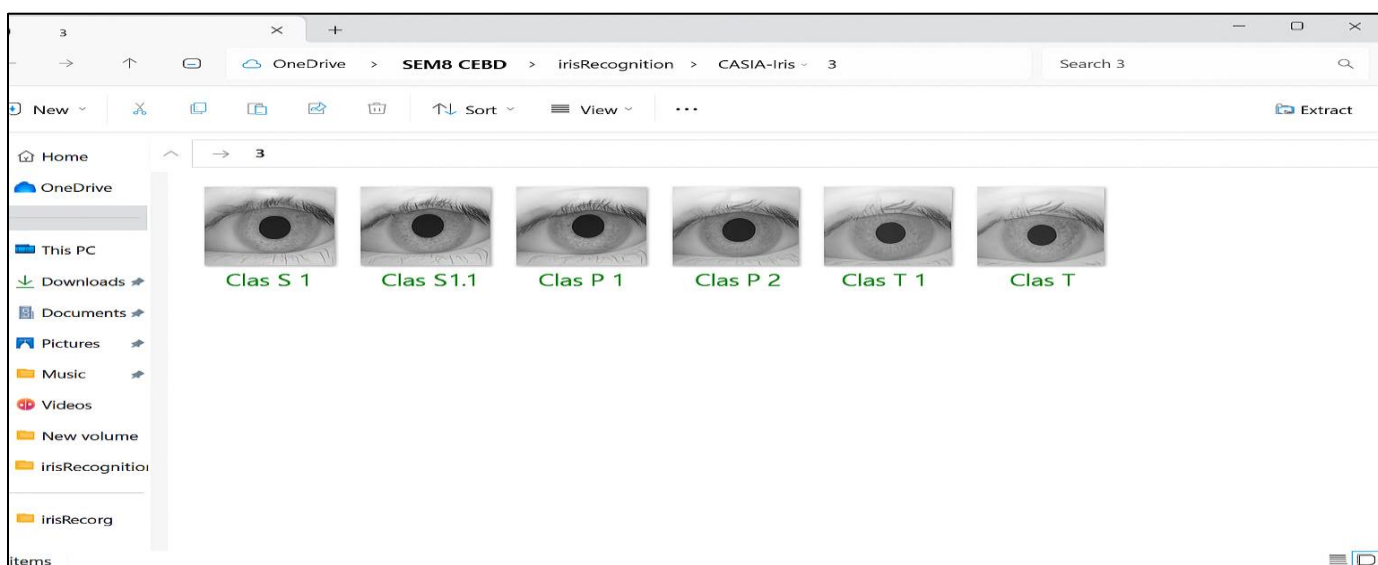 3
OneDrive > SEM8 CEBD > irisRecognition > CASIA-Iris 3
Search 3
New
Sort
View
Extract
Home
3
OneDrive
This PC
Downloads
Documents
Pictures
Music
Videos
New volume
irisRecognitio
irisRecorg
Clas S 1
Clas S1.1
Clas P 1
Clas P 2
Clas T 1
Clas T
items